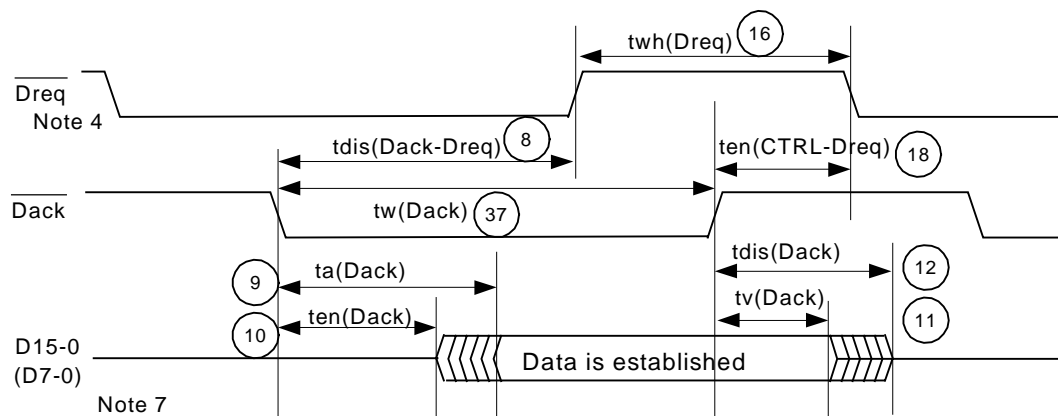 twh(Dreq) 16
Dreq
Note 4
tdis(Dack-Dreq) 8
ten(CTRL-Dreq) 18
Dack
tw(Dack) 37
tdis(Dack) 12
9 ta(Dack)
tv(Dack) 11
10 ten(Dack)
D15-0
(D7-0)
Data is established
Note 7